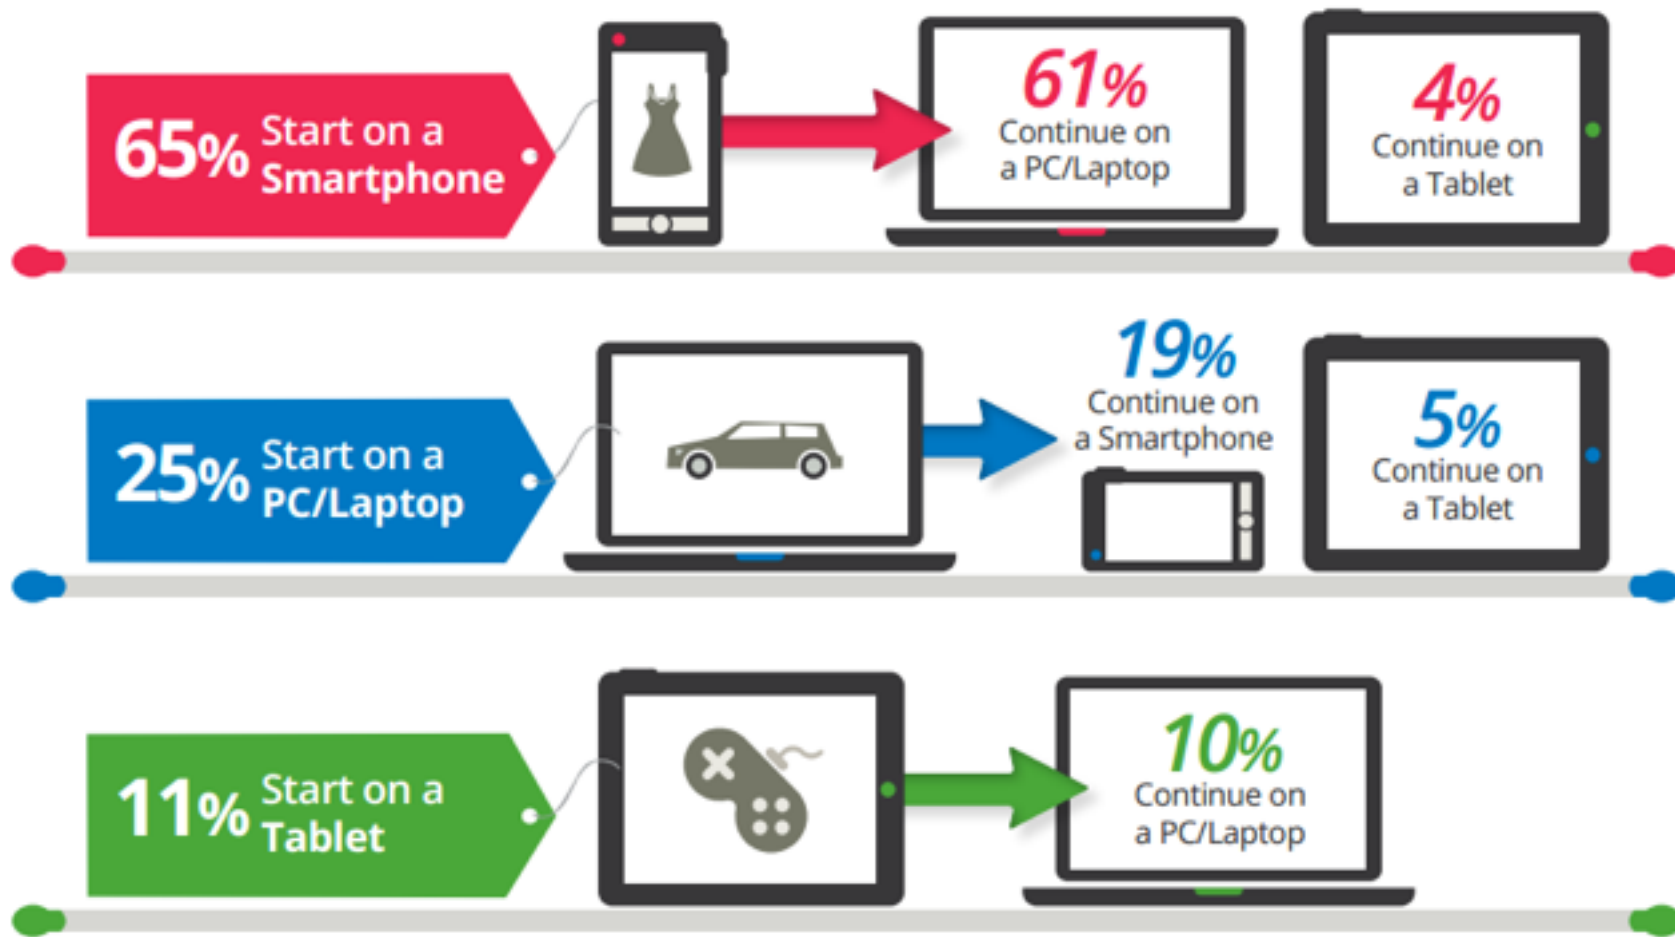 65% Start on a
Smartphone
61%
Continue on
a PC/Laptop
4%
Continue on
a Tablet
25% Start on a
PC/Laptop
19%
Continue on
a Smartphone
5%
Continue on
a Tablet
11% Start on a
Tablet
10%
Continue on
a PC/Laptop